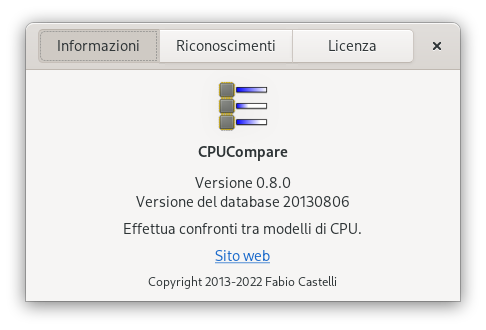 Informazioni
Riconoscimenti
Licenza
CPUCompare
Versione 0.8.0
Versione del database 20130806
Effettua confronti tra modelli di CPU.
Sito web
Copyright 2013-2022 Fabio Castelli